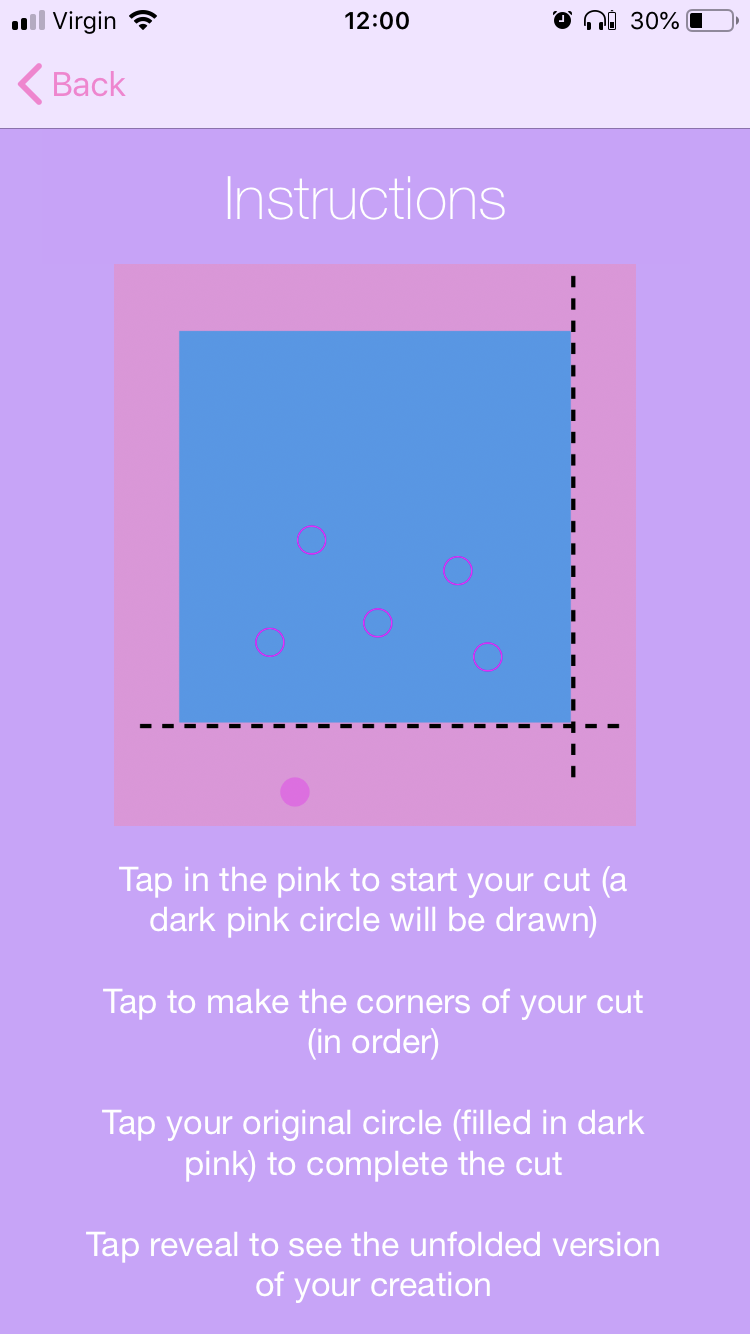 Virgin 12:00 30%
Back
Instructions
Tap in the pink to start your cut (a
dark pink circle will be drawn)
Tap to make the corners of your cut
(in order)
Tap your original circle (filled in dark
pink) to complete the cut
Tap reveal to see the unfolded version
of your creation